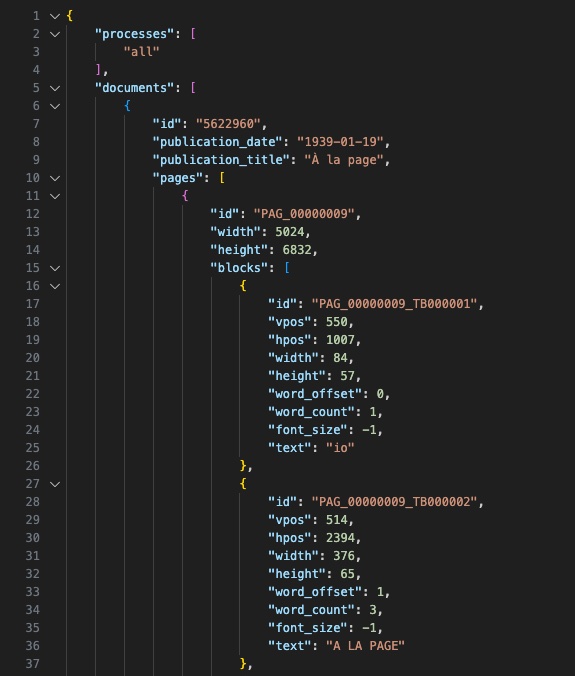 1 {
2 "processes": [
3 "all"
4 ],
5 "documents": [
6 {
7 "id": "5622960",
8 "publication_date": "1939-01-19",
9 "publication_title": "À la page",
10 "pages": [
11 {
12 "id": "PAG_00000009",
13 "width": 5024,
14 "height": 6832,
15 "blocks": [
16 {
17 "id": "PAG_00000009_TB000001",
18 "vpos": 550,
19 "hpos": 1007,
20 "width": 84,
21 "height": 57,
22 "word_offset": 0,
23 "word_count": 1,
24 "font_size": -1,
25 "text": "io"
26 },
27 {
28 "id": "PAG_00000009_TB000002",
29 "vpos": 514,
30 "hpos": 2394,
31 "width": 376,
32 "height": 65,
33 "word_offset": 1,
34 "word_count": 3,
35 "font_size": -1,
36 "text": "A LA PAGE"
37 },